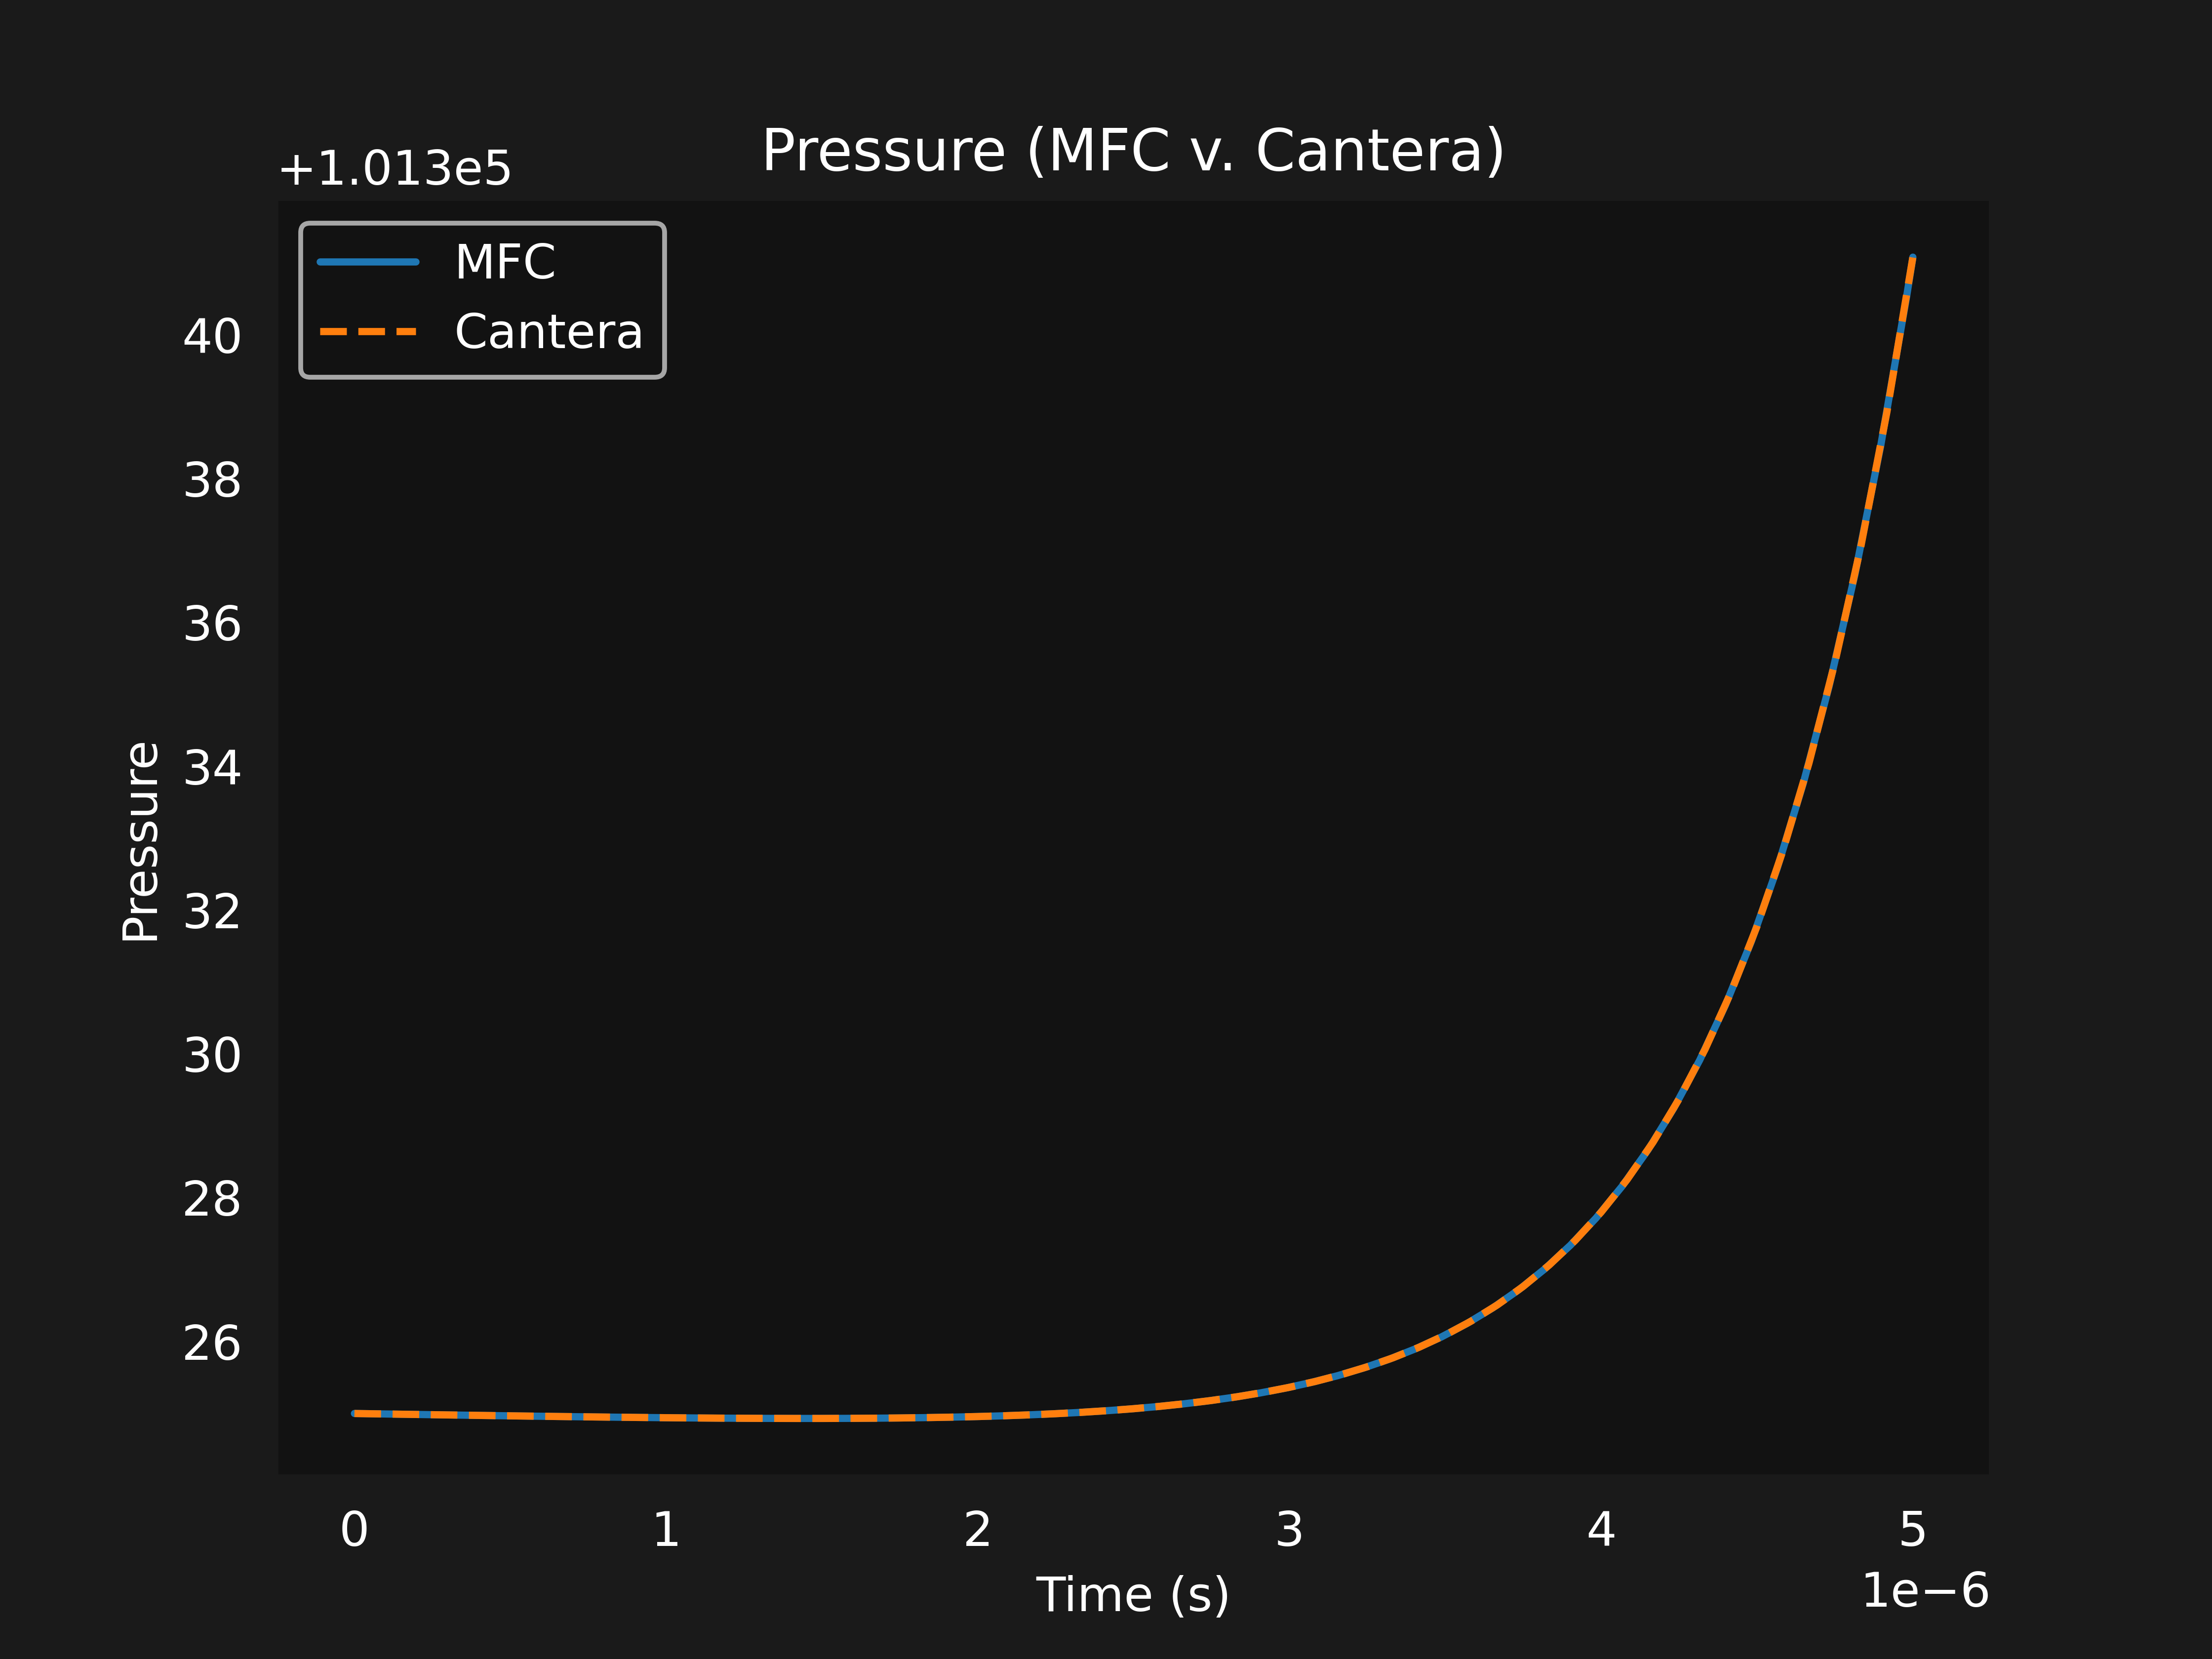 Pressure (MFC v. Cantera)
+1.013e5
MFC
Cantera
40
38
36
34
32
30
28
26
Pressure
0 1 2 3 4 5
Time (s)
1e−6